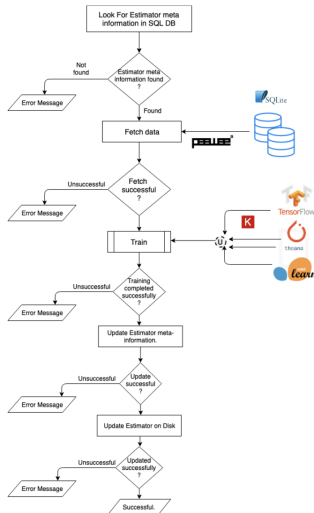 Look For Estimator meta
information in SQL DB
Not
found
Estimator meta
information found
?
Error Message
Found
SQLite
Fetch data
peewee
Unsuccessful
Fetch
successful
?
Error Message
TensorFlow
K
Train
U
theano
learn
Training
completed
successfully
?
Unsuccessful
Error Message
Update Estimator meta-
information.
Unsuccessful
Update
successful
?
Error Message
Update Estimator on Disk
Unsuccessful
Updated
successfully
?
Error Message
Successful.